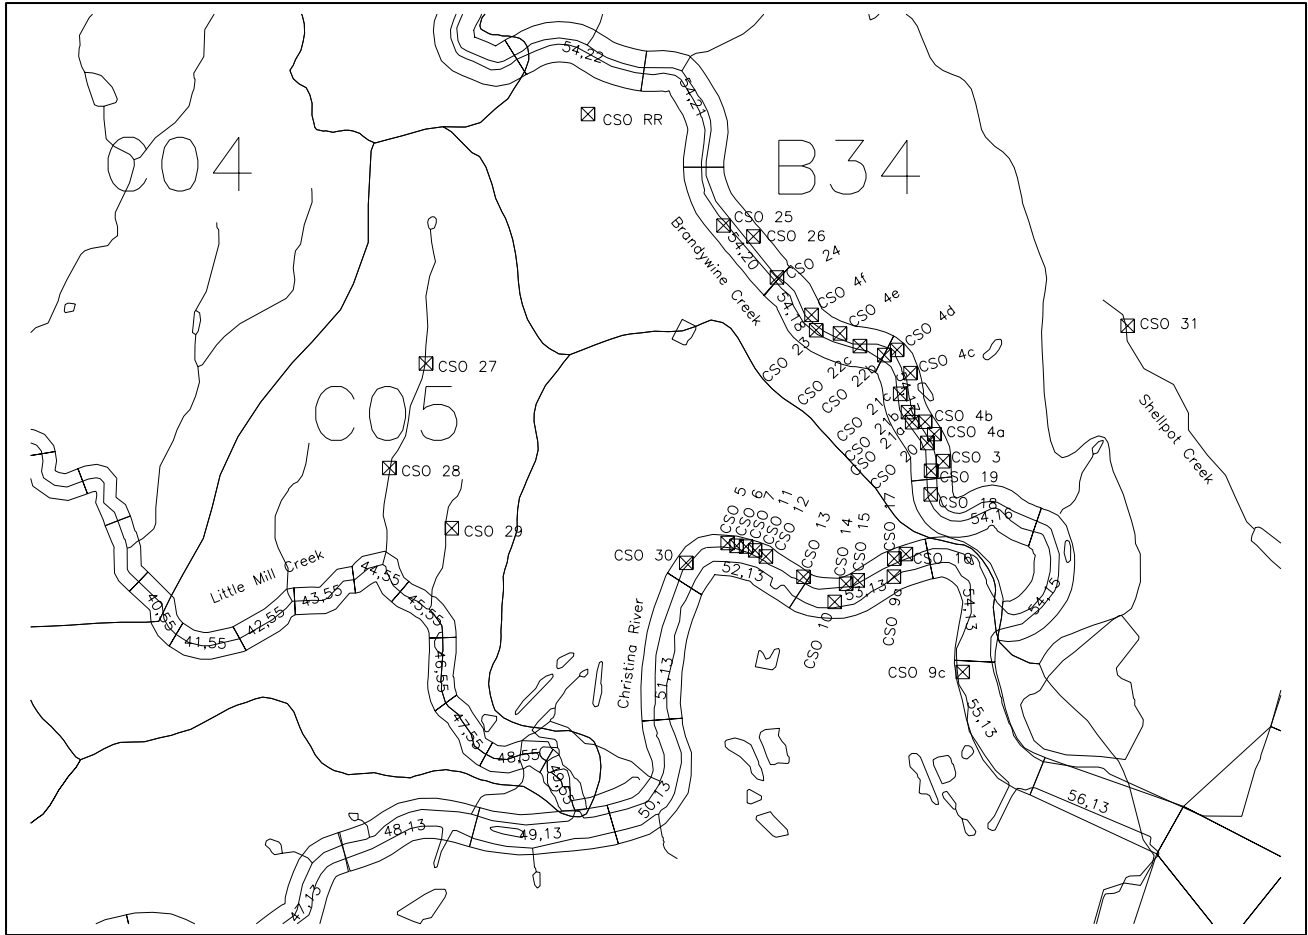 54,22
54,21
CSO RR
C04
B34
CSO 25
CSO 26
54,20
CSO 24
Brandywine Creek
CSO 4f
54,18
CSO 4e
CSO 23
CSO 4d
CSO 31
CSO 22c
CSO 22b
CSO 4c
CSO 27
C05
CSO 21c
CSO 21b
CSO 21a
CSO 4b
CSO 4a
CSO 20
CSO 3
CSO 19
CSO 18
Shellpot Creek
CSO 28
CSO 29
54,16
54,15
CSO 5
CSO 6
CSO 7
CSO 11
CSO 12
CSO 13
CSO 14
CSO 15
CSO 17
CSO 16
CSO 30
52,13
53,13
CSO 9a
CSO 10
54,13
Little Mill Creek
40,55
41,55
42,55
43,55
44,55
45,55
46,55
47,55
48,55
49,55
Christina River
51,13
CSO 9c
55,13
56,13
50,13
49,13
48,13
47,13